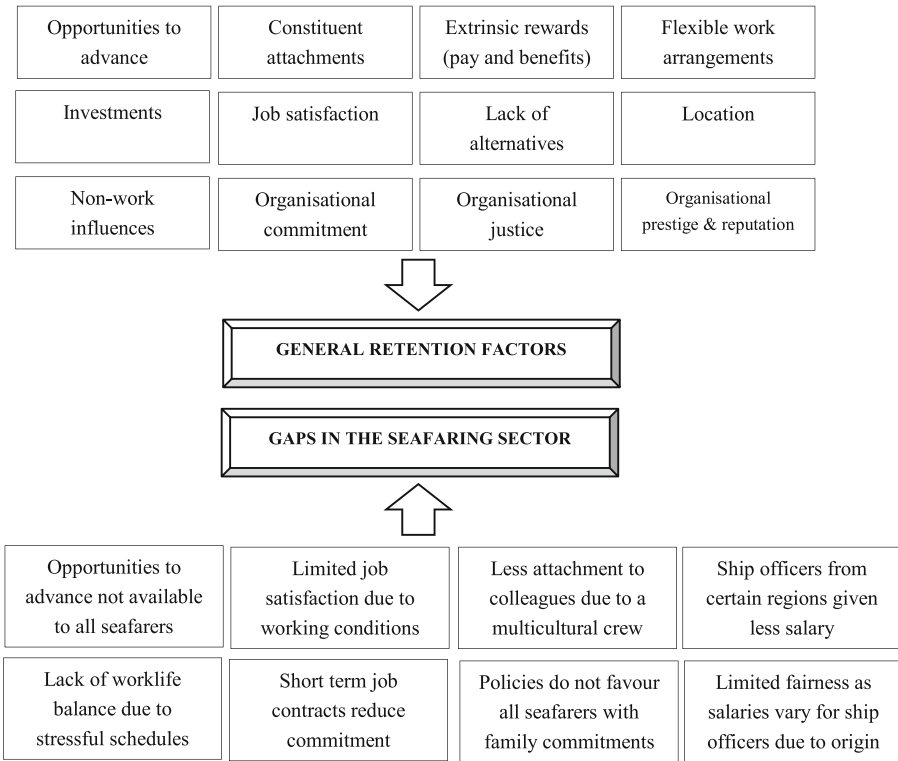 Opportunities to
advance
Constituent
attachments
Extrinsic rewards
(pay and benefits)
Flexible work
arrangements
Investments
Job satisfaction
Lack of
alternatives
Location
Non-work
influences
Organisational
commitment
Organisational
justice
Organisational
prestige & reputation
GENERAL RETENTION FACTORS
GAPS IN THE SEAFARING SECTOR
Opportunities to
advance not available
to all seafarers
Limited job
satisfaction due to
working conditions
Less attachment to
colleagues due to a
multicultural crew
Ship officers from
certain regions given
less salary
Lack of worklife
balance due to
stressful schedules
Short term job
contracts reduce
commitment
Policies do not favour
all seafarers with
family commitments
Limited fairness as
salaries vary for ship
officers due to origin